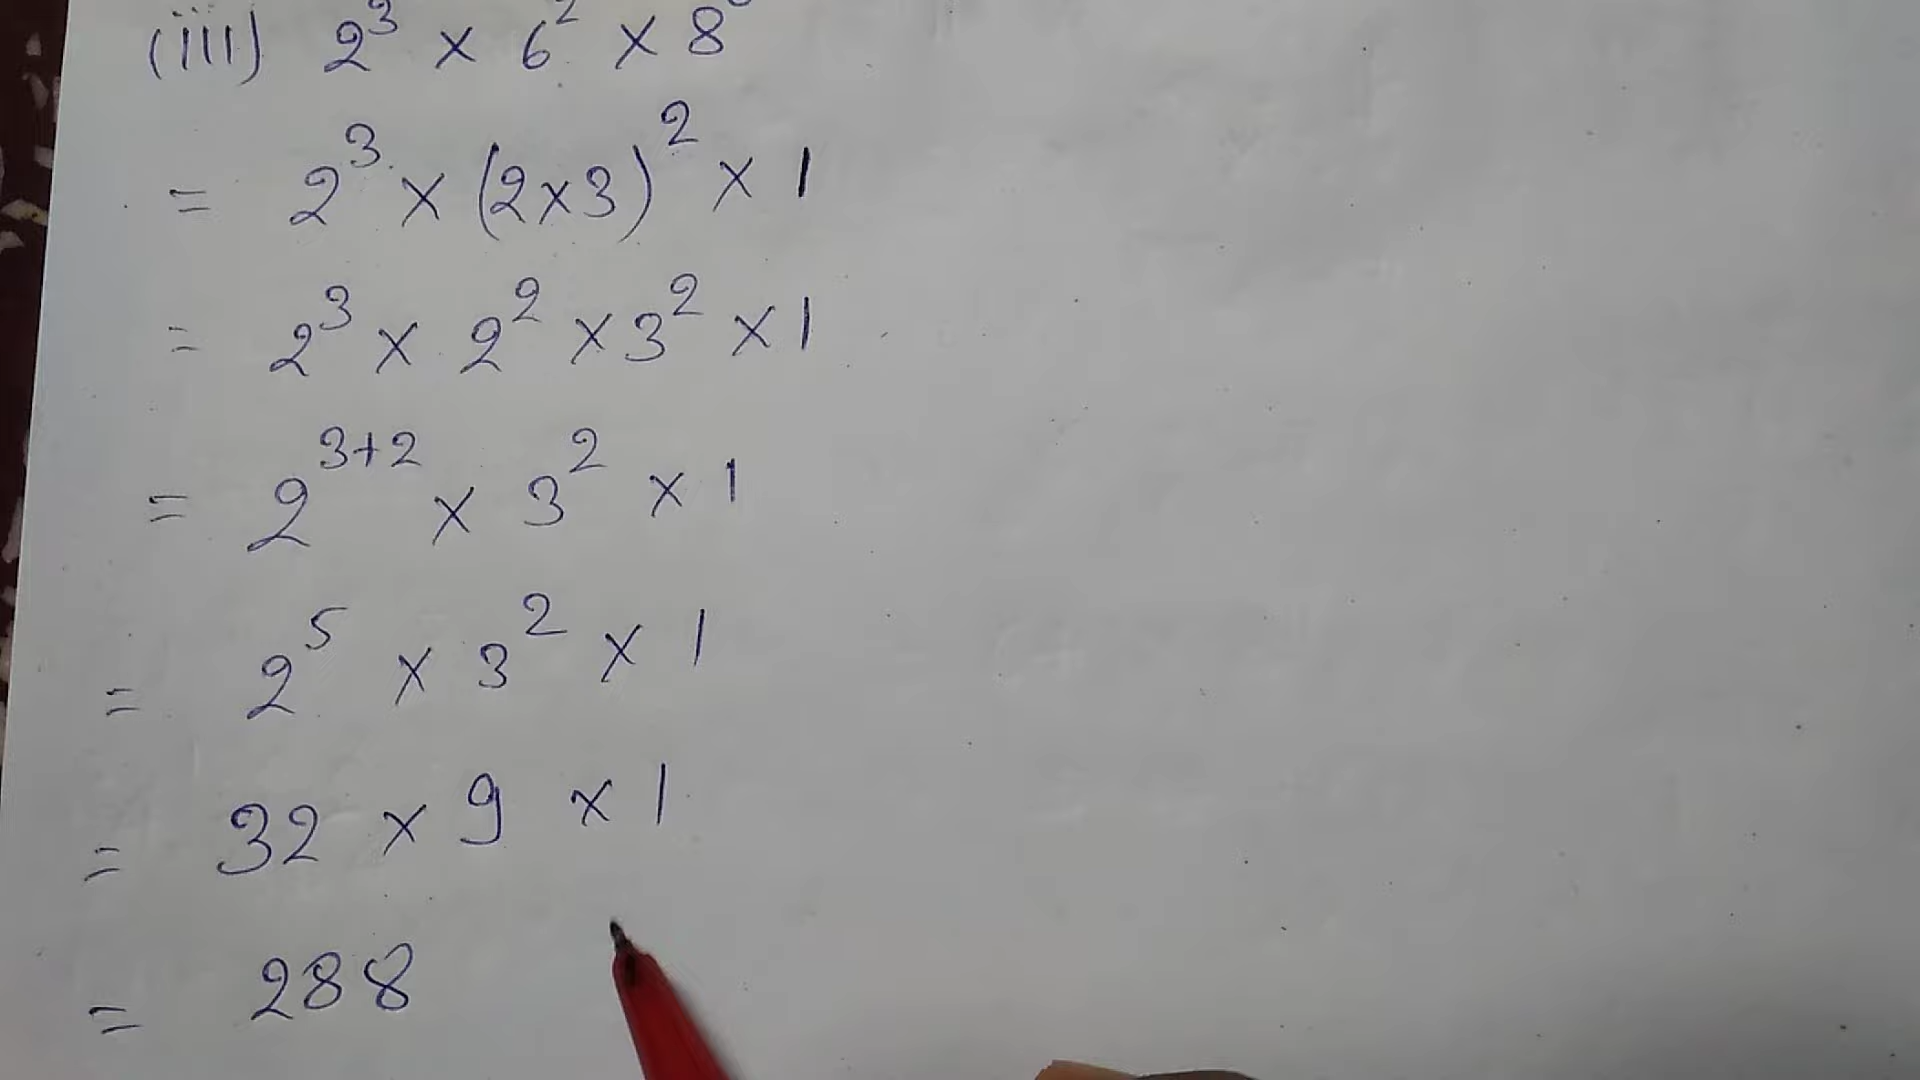 (iii) 2³ × 6² × 8⁰
= 2³ × (2×3)² × 1
= 2³ × 2² × 3² × 1
= 2³⁺² × 3² × 1
= 2⁵ × 3² × 1
= 32 × 9 × 1
= 288